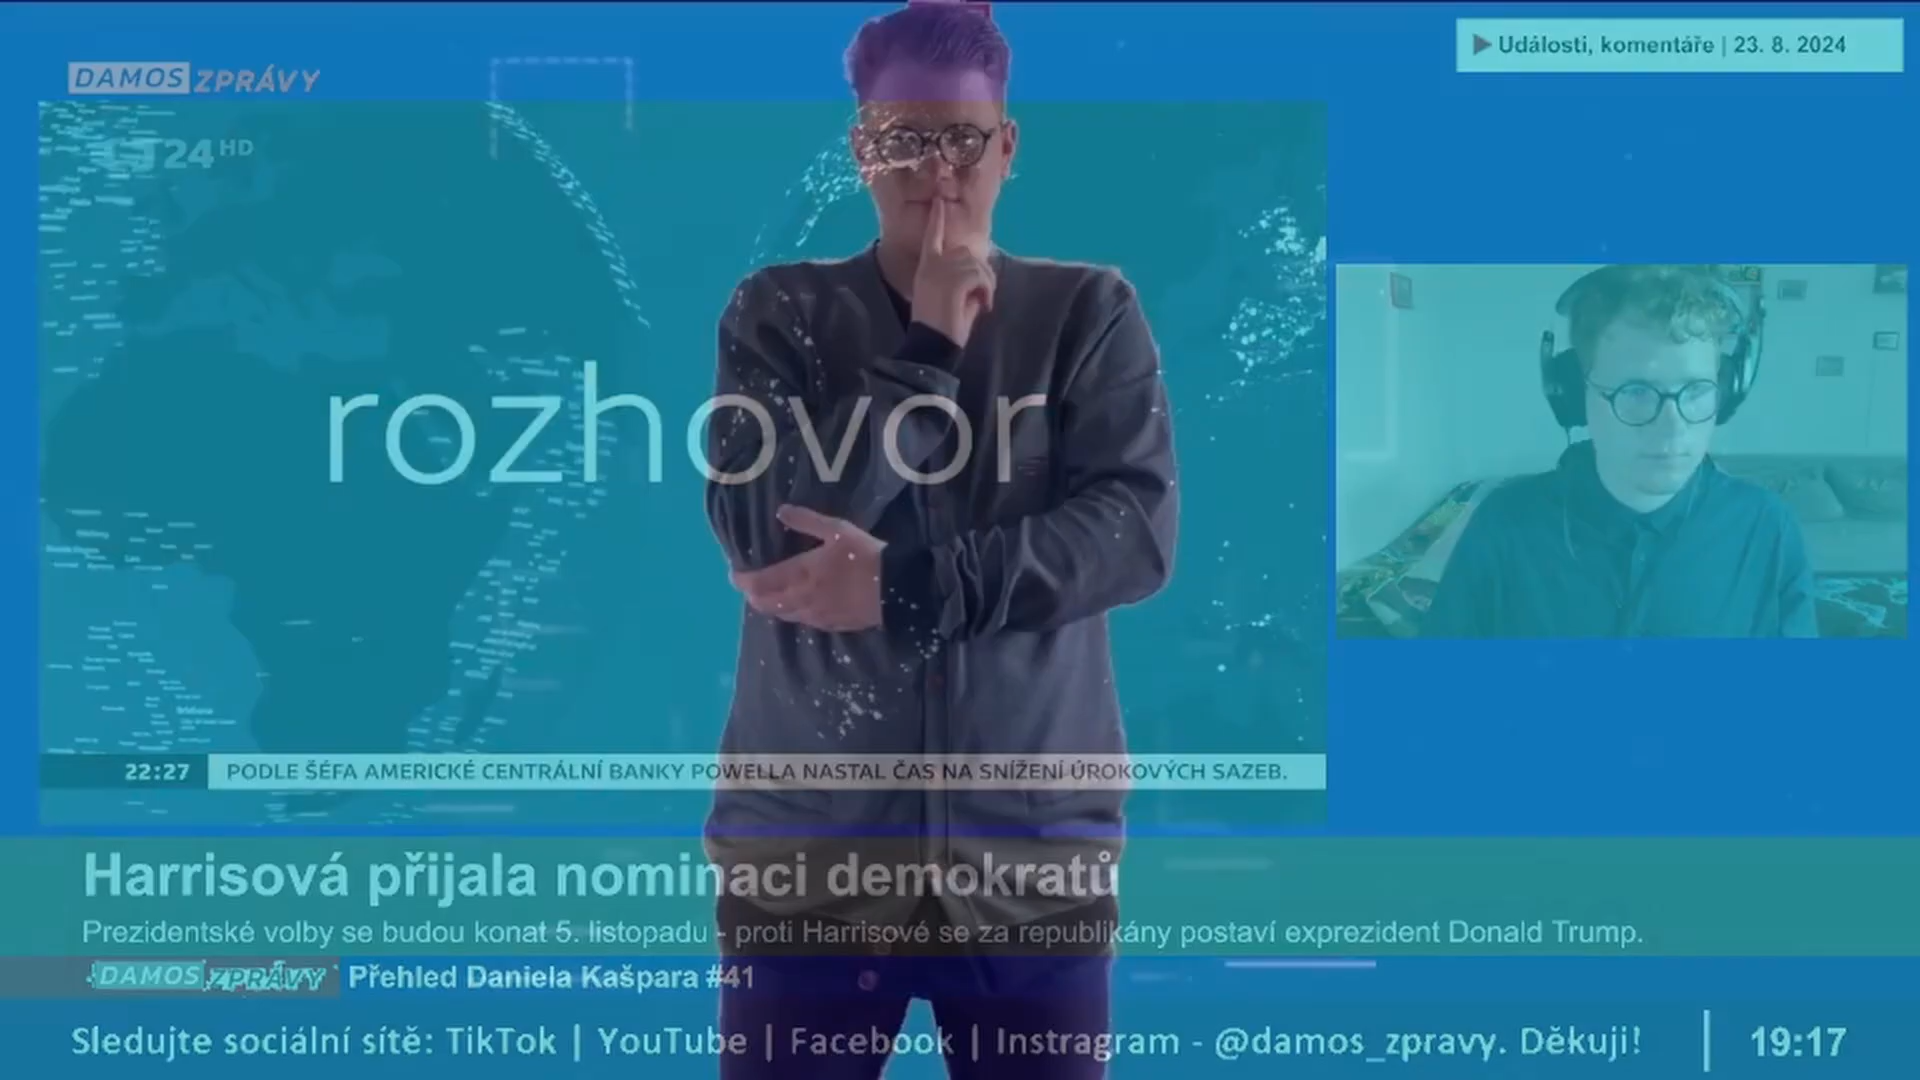 DAMOS ZPRÁVY
Události, komentáře | 23. 8. 2024
24 HD
rozhovor
22:27 PODLE ŠÉFA AMERICKÉ CENTRÁLNÍ BANKY POWELLA NASTAL ČAS NA SNÍŽENÍ ÚROKOVÝCH SAZEB.
Harrisová přijala nominaci demokratů
Prezidentské volby se budou konat 5. listopadu - proti Harrisové se za republikány postaví exprezident Donald Trump.
DAMOS ZPRÁVY Přehled Daniela Kašpara #41
Sledujte sociální sítě: TikTok | YouTube | Facebook | Instragram - @damos_zpravy. Děkuji! | 19:17